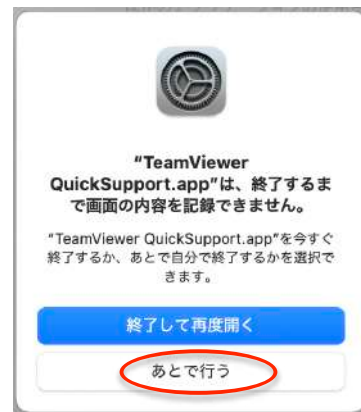 “TeamViewer
QuickSupport.app”は、終了するま
で画面の内容を記録できません。
“TeamViewer QuickSupport.app”を今すぐ
終了するか、あとで自分で終了するかを選択で
きます。
終了して再度開く
あとで行う